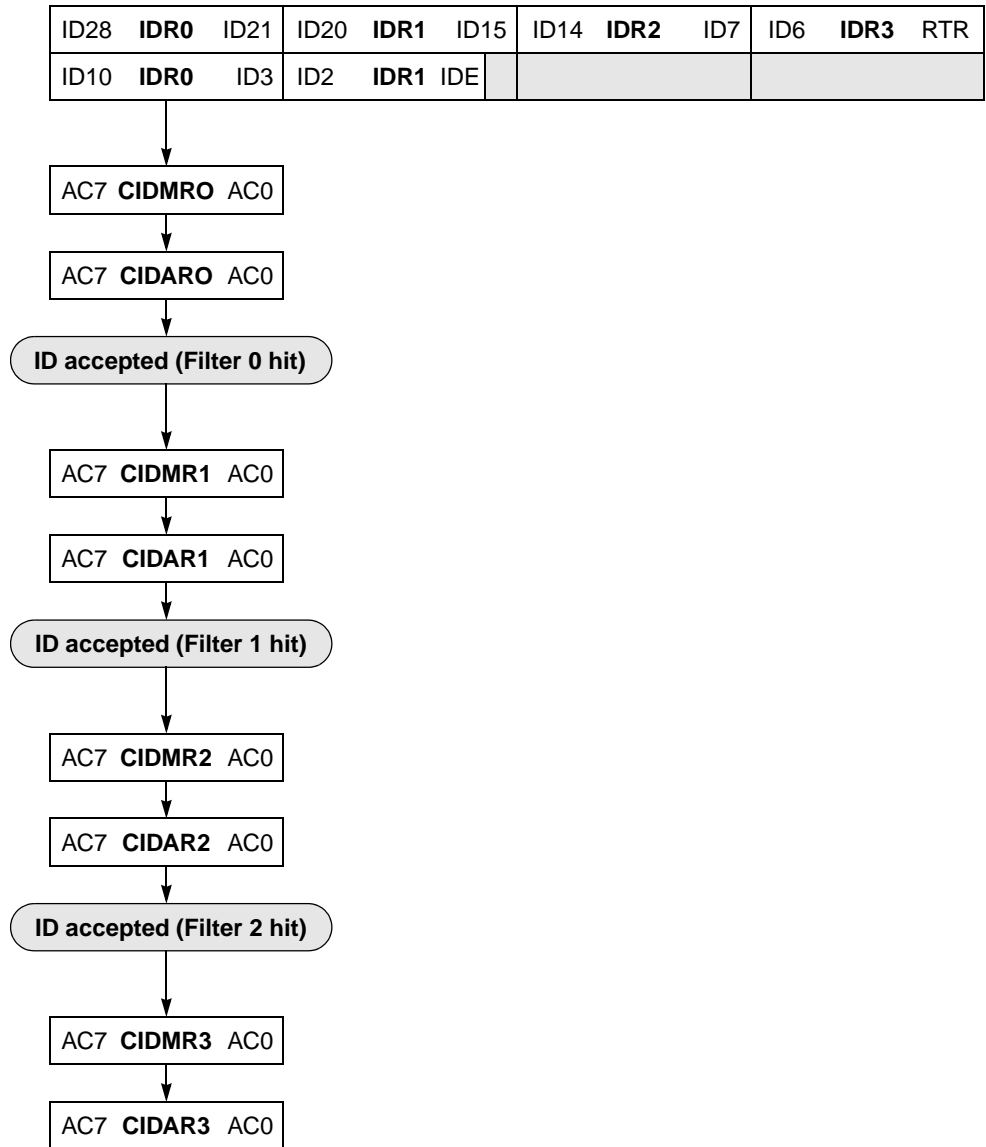 ID28 IDR0 ID21 ID20 IDR1 ID15 ID14 IDR2 ID7 ID6 IDR3 RTR
ID10 IDR0 ID3 ID2 IDR1 IDE
AC7 CIDMRO AC0
AC7 CIDARO AC0
ID accepted (Filter 0 hit)
AC7 CIDMR1 AC0
AC7 CIDAR1 AC0
ID accepted (Filter 1 hit)
AC7 CIDMR2 AC0
AC7 CIDAR2 AC0
ID accepted (Filter 2 hit)
AC7 CIDMR3 AC0
AC7 CIDAR3 AC0